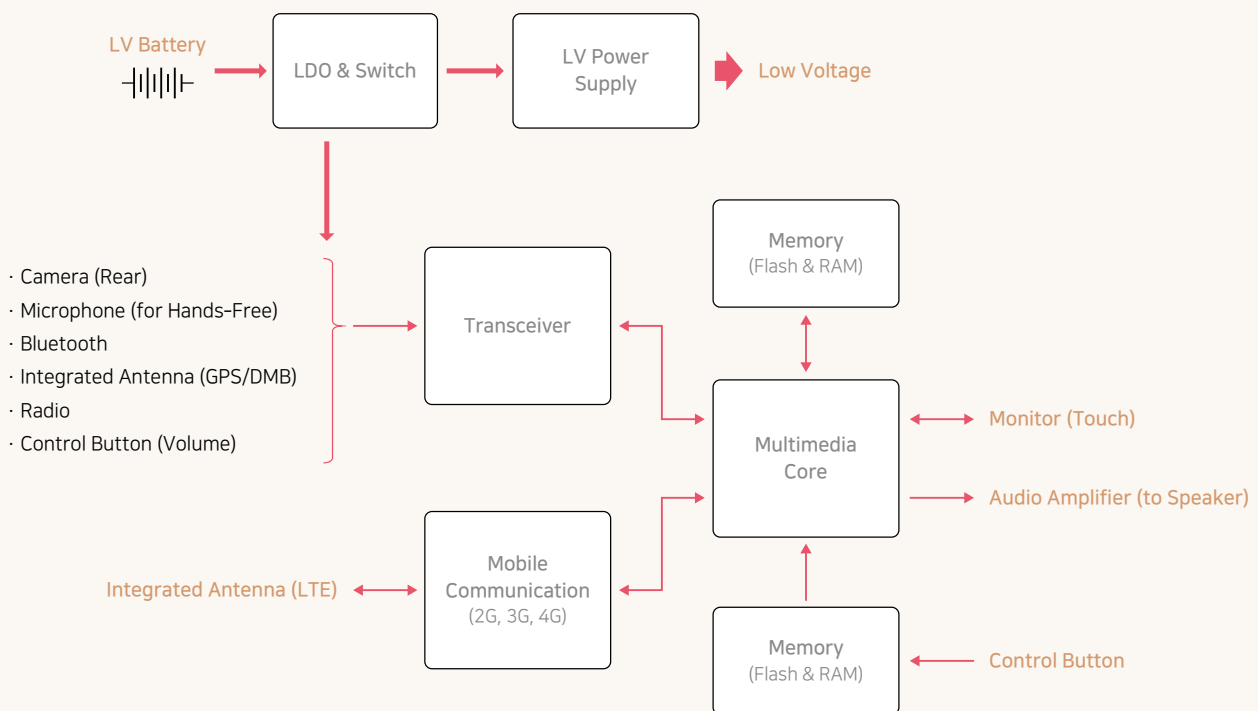 LV Battery
LDO & Switch
LV Power
Supply
Low Voltage
· Camera (Rear)
· Microphone (for Hands-Free)
· Bluetooth
· Integrated Antenna (GPS/DMB)
· Radio
· Control Button (Volume)
Transceiver
Memory
(Flash & RAM)
Multimedia
Core
Monitor (Touch)
Audio Amplifier (to Speaker)
Integrated Antenna (LTE)
Mobile
Communication
(2G, 3G, 4G)
Memory
(Flash & RAM)
Control Button